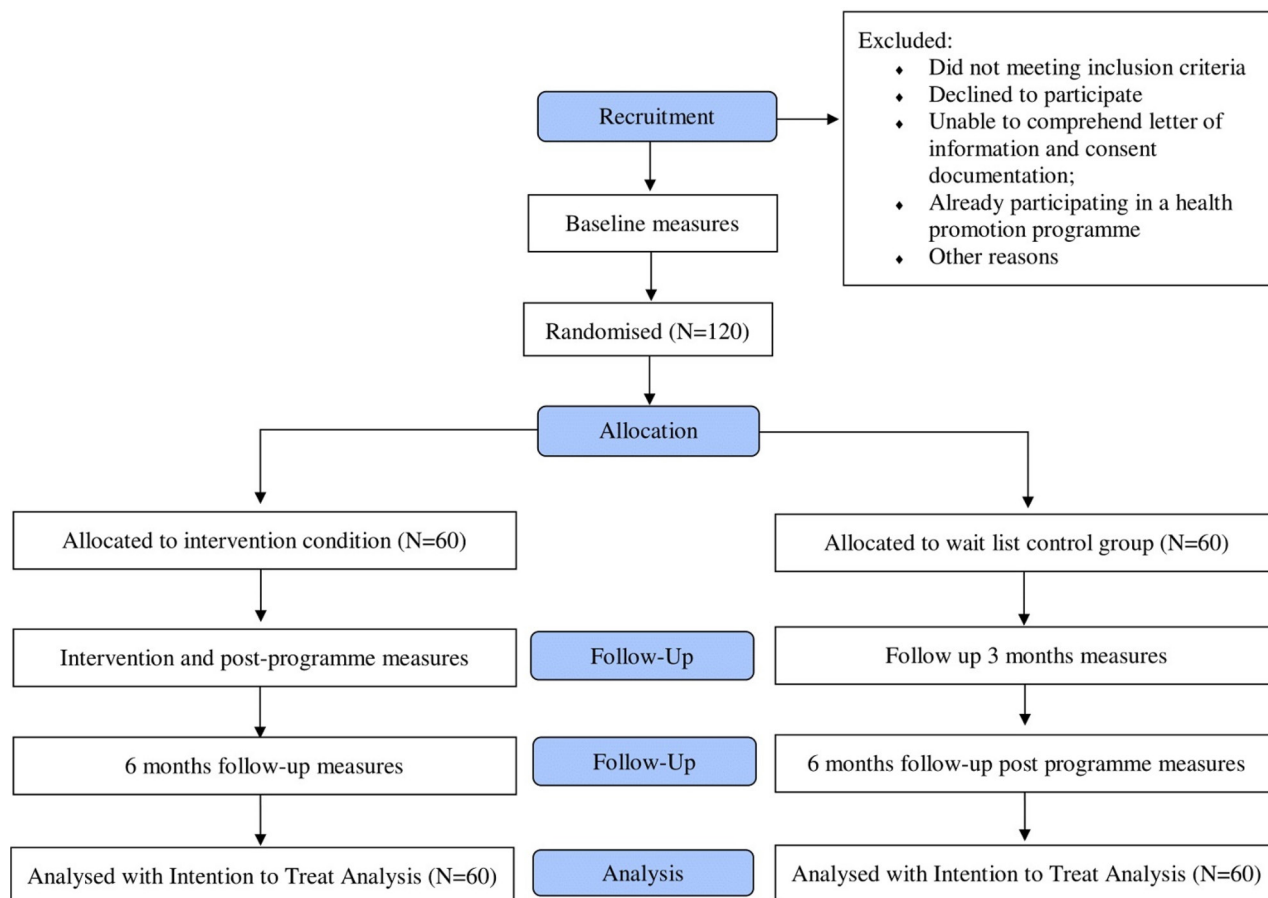 Excluded:
⬧ Did not meeting inclusion criteria
⬧ Declined to participate
⬧ Unable to comprehend letter of
information and consent
documentation;
⬧ Already participating in a health
promotion programme
⬧ Other reasons
Recruitment
Baseline measures
Randomised (N=120)
Allocation
Allocated to intervention condition (N=60)
Allocated to wait list control group (N=60)
Intervention and post-programme measures
Follow-Up
Follow up 3 months measures
6 months follow-up measures
Follow-Up
6 months follow-up post programme measures
Analysed with Intention to Treat Analysis (N=60)
Analysis
Analysed with Intention to Treat Analysis (N=60)